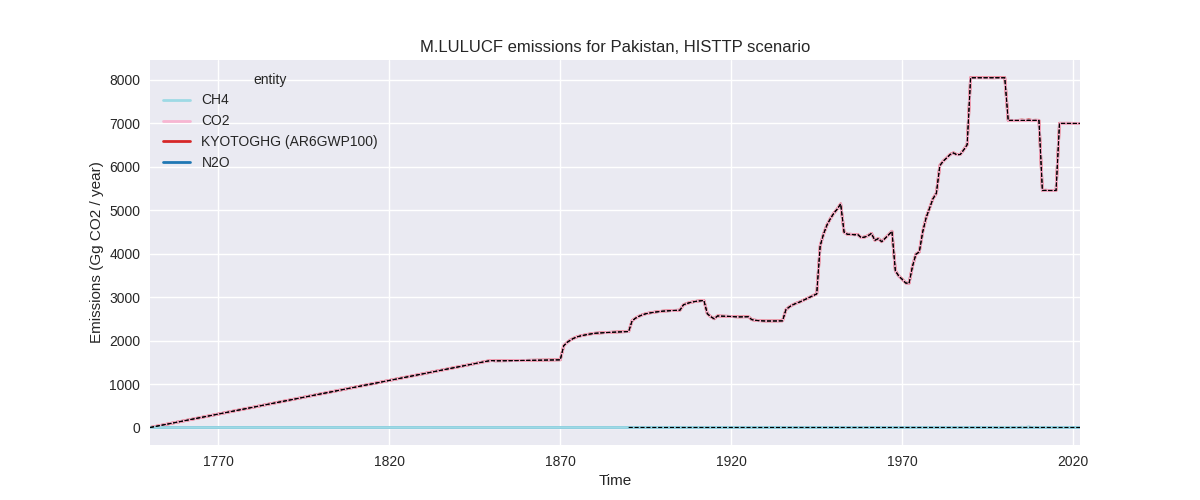 M.LULUCF emissions for Pakistan, HISTTP scenario
entity
CH4
CO2
KYOTOGHG (AR6GWP100)
N2O
Emissions (Gg CO2 / year)
8000
7000
6000
5000
4000
3000
2000
1000
0
1770
1820
1870
1920
1970
2020
Time